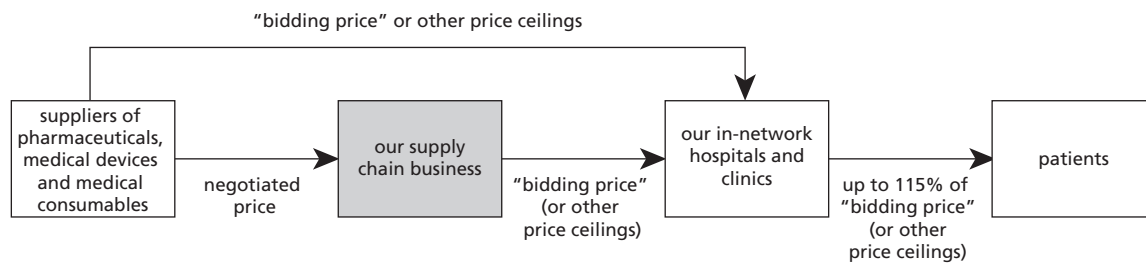 “bidding price” or other price ceilings
suppliers of
pharmaceuticals,
medical devices
and medical
consumables
negotiated
price
our supply
chain business
“bidding price”
(or other
price ceilings)
our in-network
hospitals and
clinics
up to 115% of
“bidding price”
(or other
price ceilings)
patients